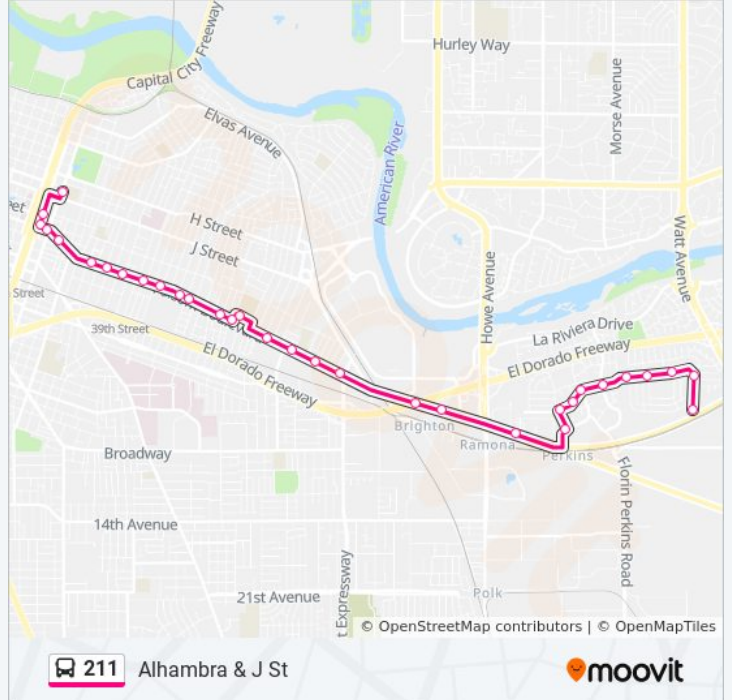 Hurley Way
Capital City Freeway
Morse Avenue
Elvas Avenue
American River
H Street
J Street
Watt Avenue
Street
Howe Avenue
La Riviera Drive
39th Street
El Dorado Freeway
El Dorado Freeway
Brighton
Ramona
Perkins
Broadway
Florin Perkins Road
14th Avenue
21st Avenue
t Expressway
Polk
© OpenStreetMap contributors | © OpenMapTiles
211 Alhambra & J St
moovit